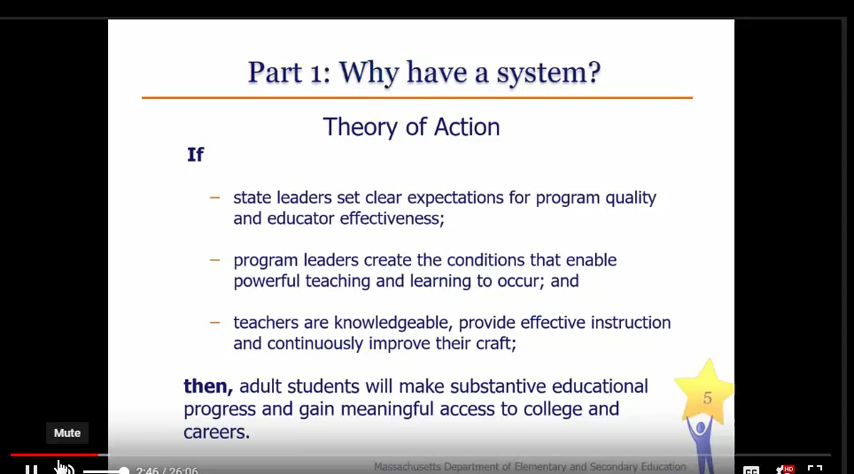 Part 1: Why have a system?
Theory of Action
If
– state leaders set clear expectations for program quality
and educator effectiveness;
– program leaders create the conditions that enable
powerful teaching and learning to occur; and
– teachers are knowledgeable, provide effective instruction
and continuously improve their craft;
then, adult students will make substantive educational
progress and gain meaningful access to college and
careers.
5
Mute
2:46 / 26:06
Massachusetts Department of Elementary and Secondary Education
CC
HD